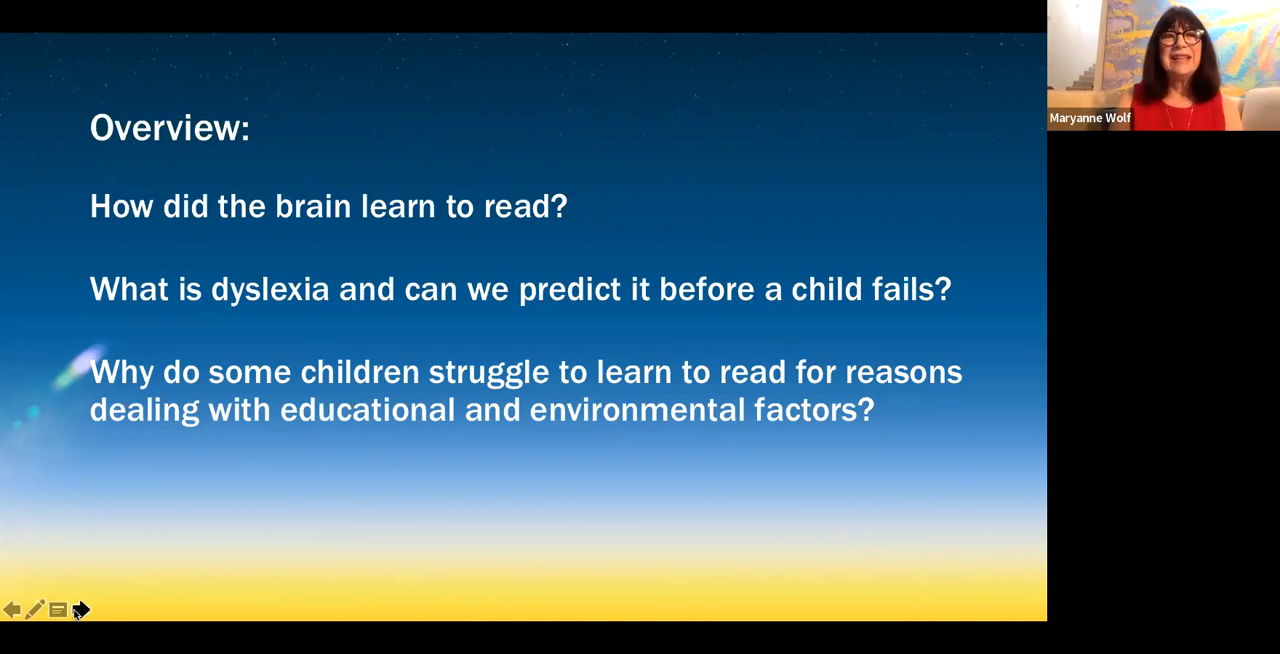 Overview:
How did the brain learn to read?
What is dyslexia and can we predict it before a child fails?
Why do some children struggle to learn to read for reasons
dealing with educational and environmental factors?
Maryanne Wolf